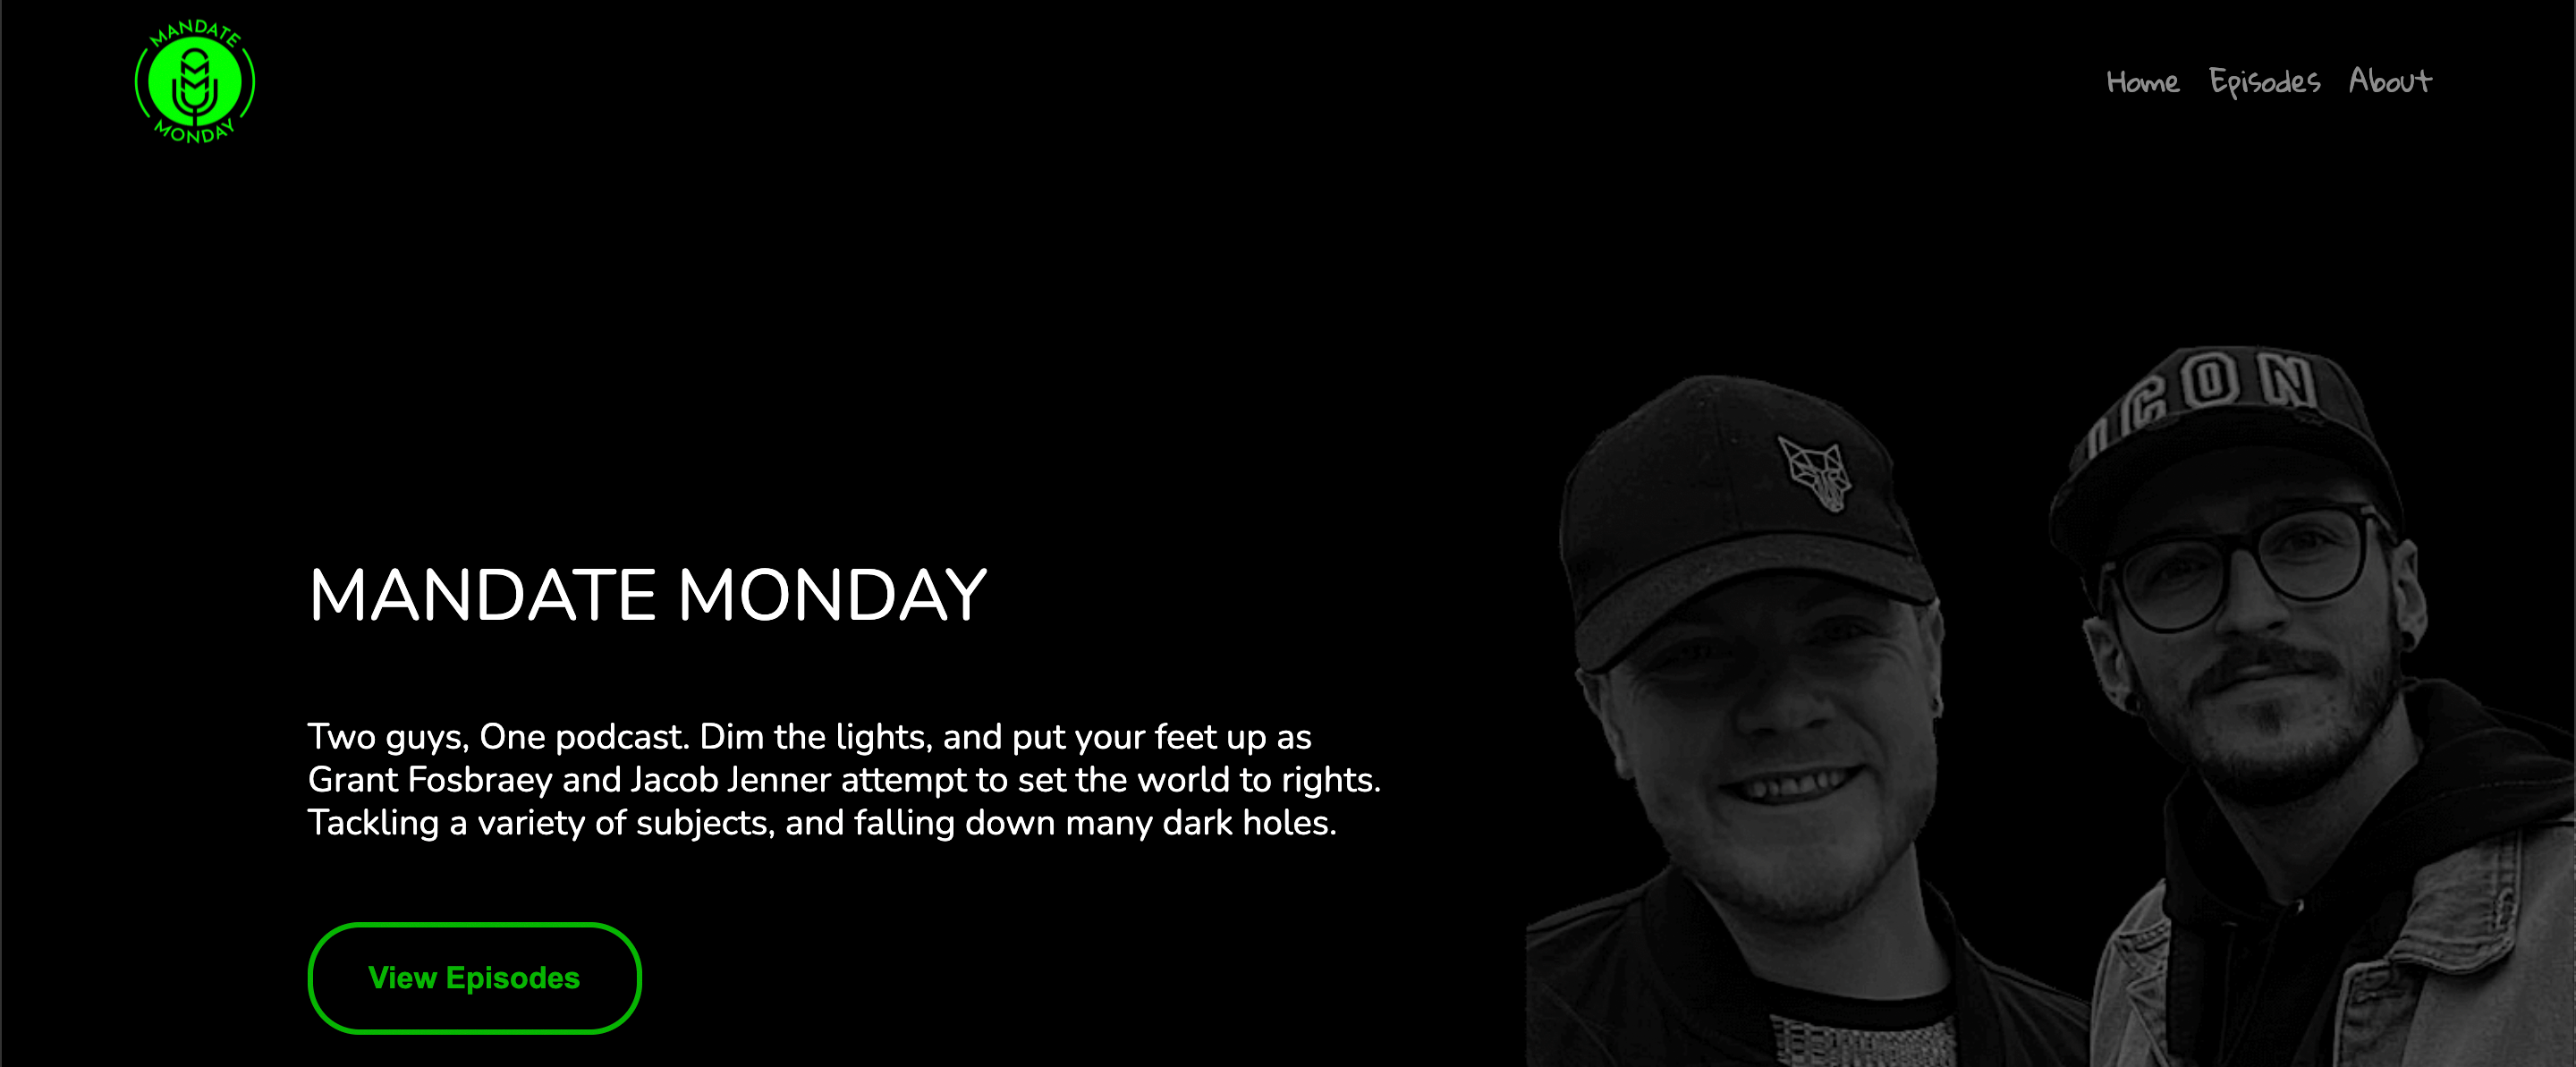 MANDATE
MONDAY
Home Episodes About
ICON
MANDATE MONDAY
Two guys, One podcast. Dim the lights, and put your feet up as
Grant Fosbraey and Jacob Jenner attempt to set the world to rights.
Tackling a variety of subjects, and falling down many dark holes.
View Episodes